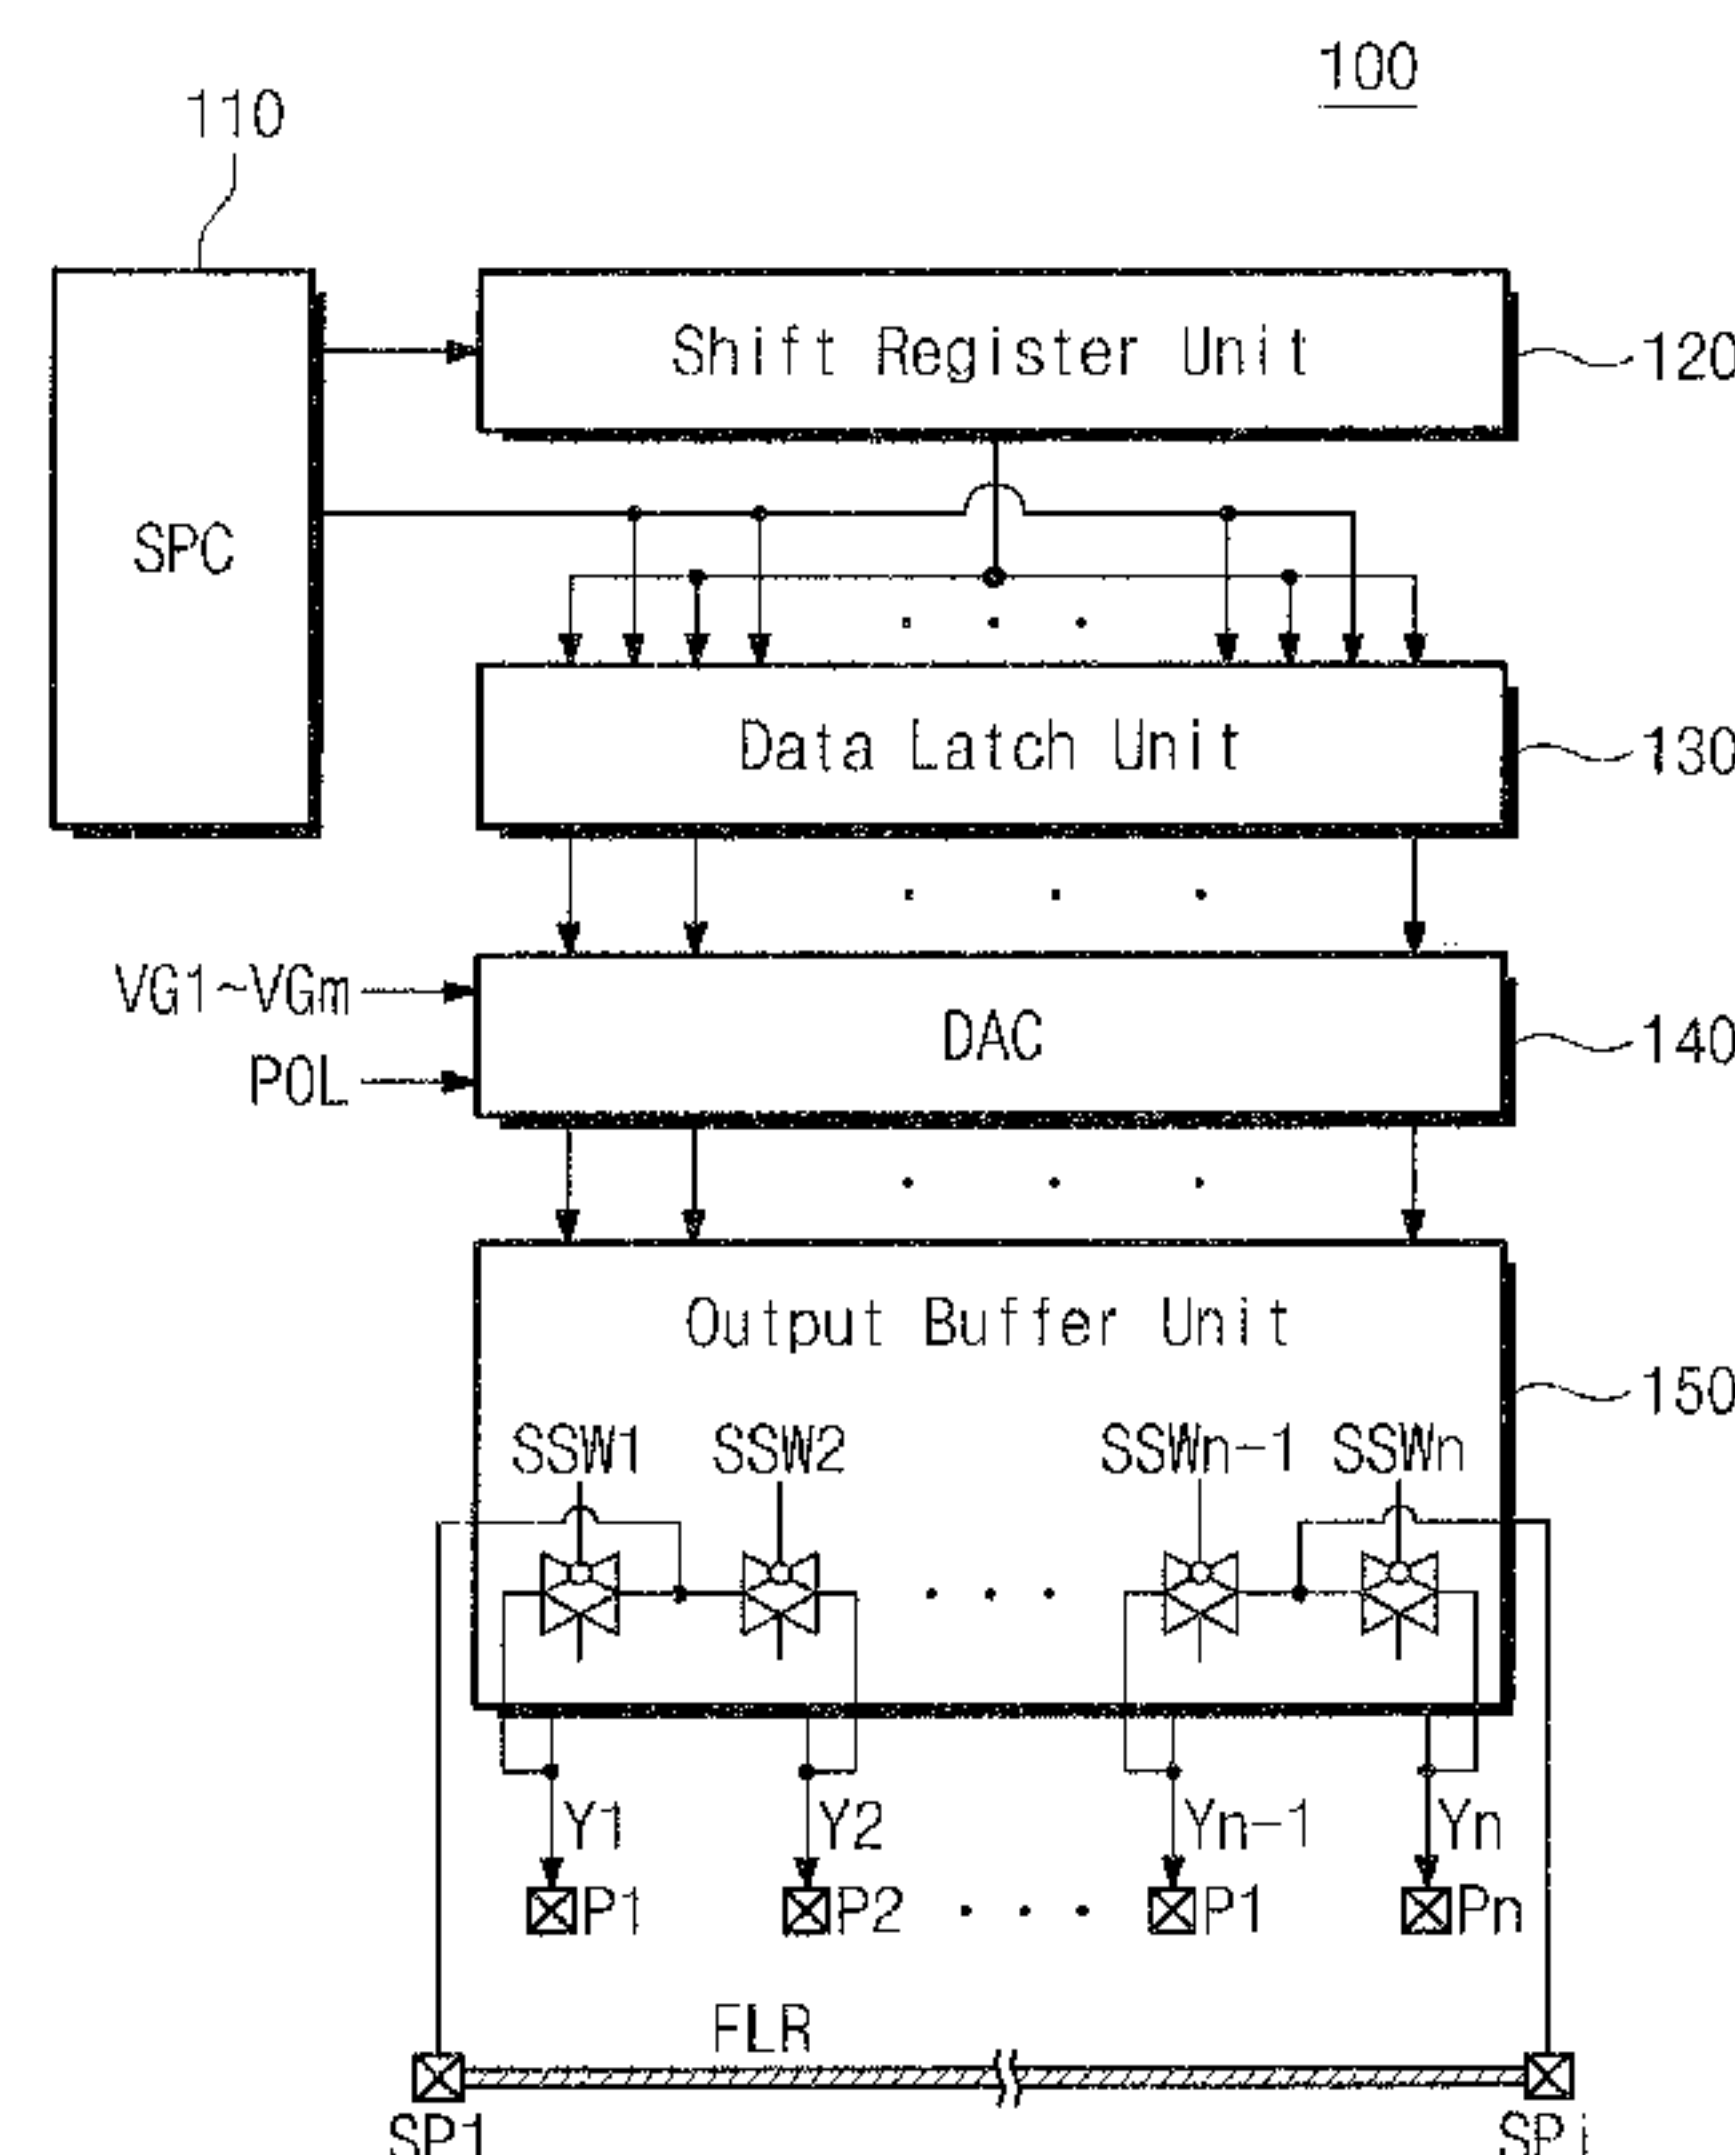 100
110
Shift Register Unit
120
SPC
Data Latch Unit
130
VG1~VGm
DAC
140
POL
Output Buffer Unit
150
SSW1 SSW2 SSWn-1 SSWn
Y1 Y2 Yn-1 Yn
P1 P2 P1 Pn
FLR
SP1